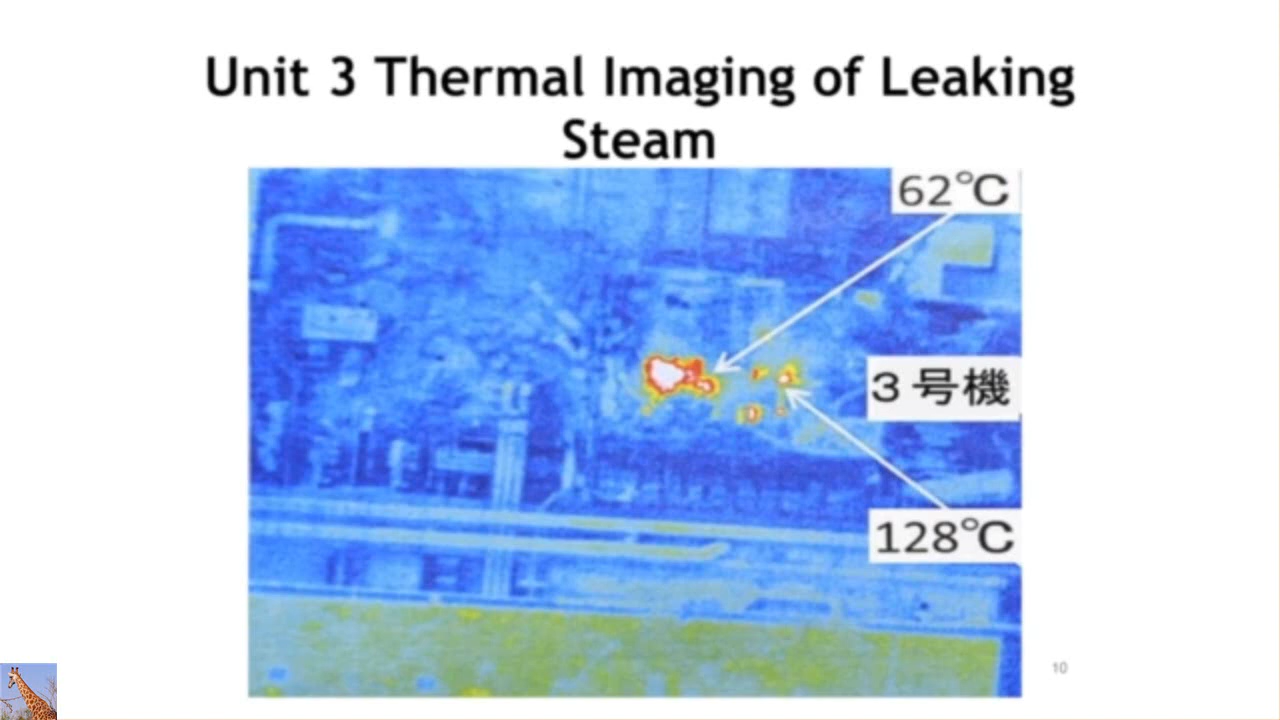 Unit 3 Thermal Imaging of Leaking
Steam
62℃
３号機
128℃
10